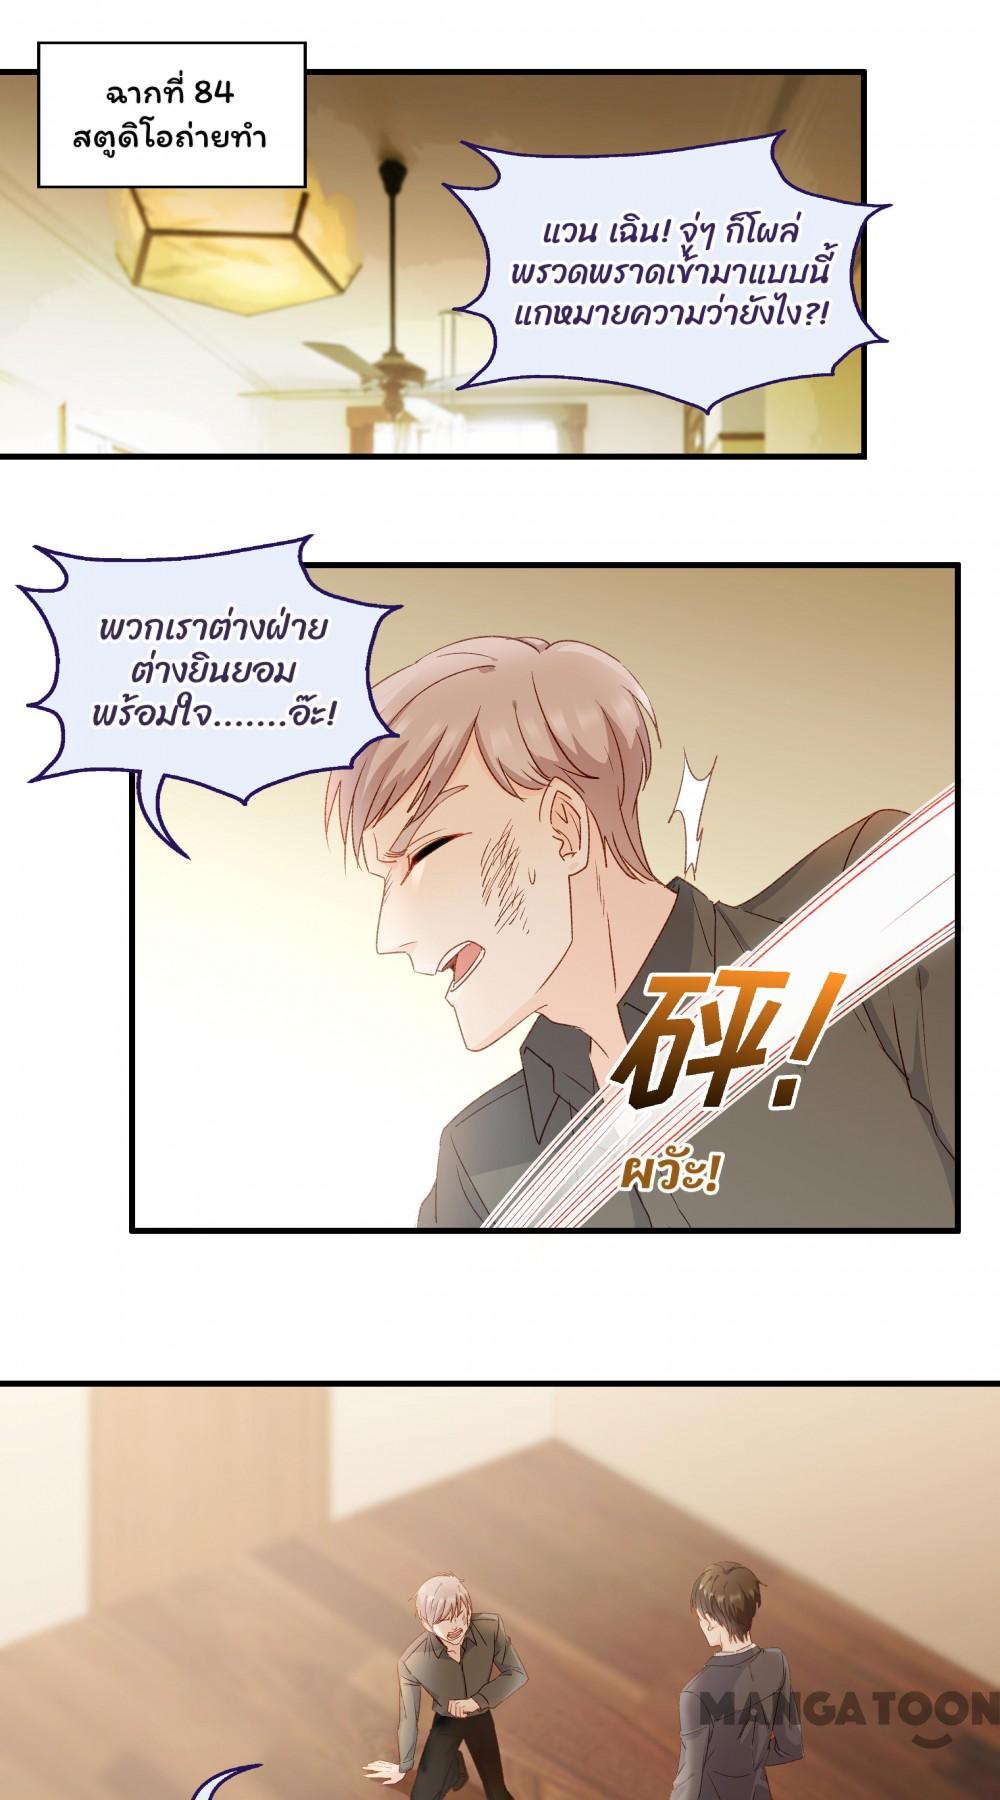 ฉากที่ 84
สตูดิโอถ่ายทำ
แวน เฉิน! จู่ๆ ก็โผล่
พรวดพราดเข้ามาแบบนี้
แกหมายความว่ายังไง?!
พวกเราต่างฝ่าย
ต่างยินยอม
พร้อมใจ.......อ๊ะ!
砰!
ผวัะ!
MANGATOON